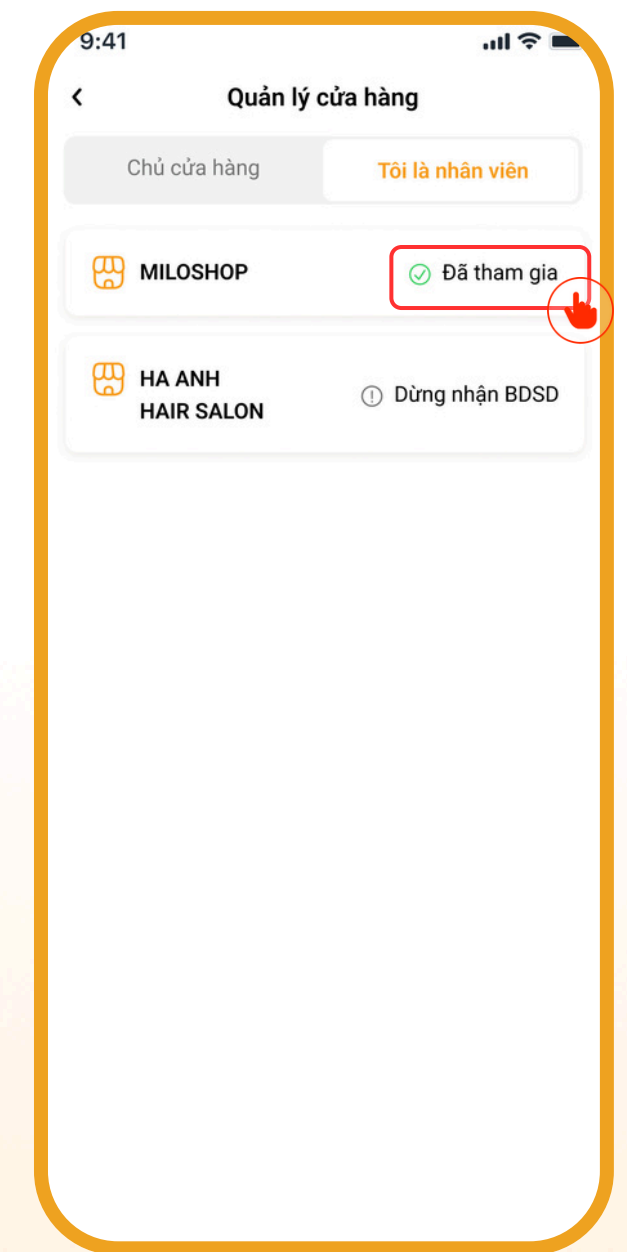 9:41
Quản lý cửa hàng
Chủ cửa hàng
Tôi là nhân viên
MILOSHOP
Đã tham gia
HA ANH
HAIR SALON
Dừng nhận BDSD